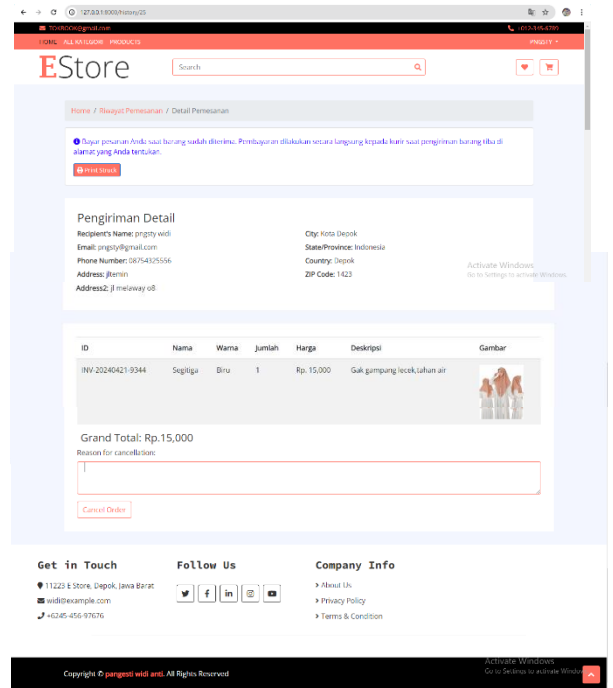 127.0.0.1:8000/history/25
TOKBOOK@gmail.com
+012-345-6789
HOME ALL KATEGORI PRODUCTS
PNGSTY
EStore
Search
Home / Riwayat Pemesanan / Detail Pemesanan
Bayar pesanan Anda saat barang sudah diterima. Pembayaran dilakukan secara langsung kepada kurir saat pengiriman barang tiba di
alamat yang Anda tentukan.
Print Struk
Pengiriman Detail
Recipient's Name: pngsty widi
City: Kota Depok
Email: pngsty@gmail.com
State/Province: Indonesia
Phone Number: 08754325556
Country: Depok
Address: jltemin
ZIP Code: 1423
Address2: jl melaway o8
Activate Windows
Go to Settings to activate Windows.
ID Nama Warna Jumlah Harga Deskripsi Gambar
INV-20240421-9344 Segitiga Biru 1 Rp. 15,000 Gak gampang lecek,tahan air
Grand Total: Rp.15,000
Reason for cancellation:
Cancel Order
Get in Touch
Follow Us
Company Info
11223 E Store, Depok, Jawa Barat
About Us
widi@example.com
Privacy Policy
+6245-456-97676
Terms & Condition
Activate Windows
Go to Settings to activate Window
Copyright © pangesti widi anti. All Rights Reserved